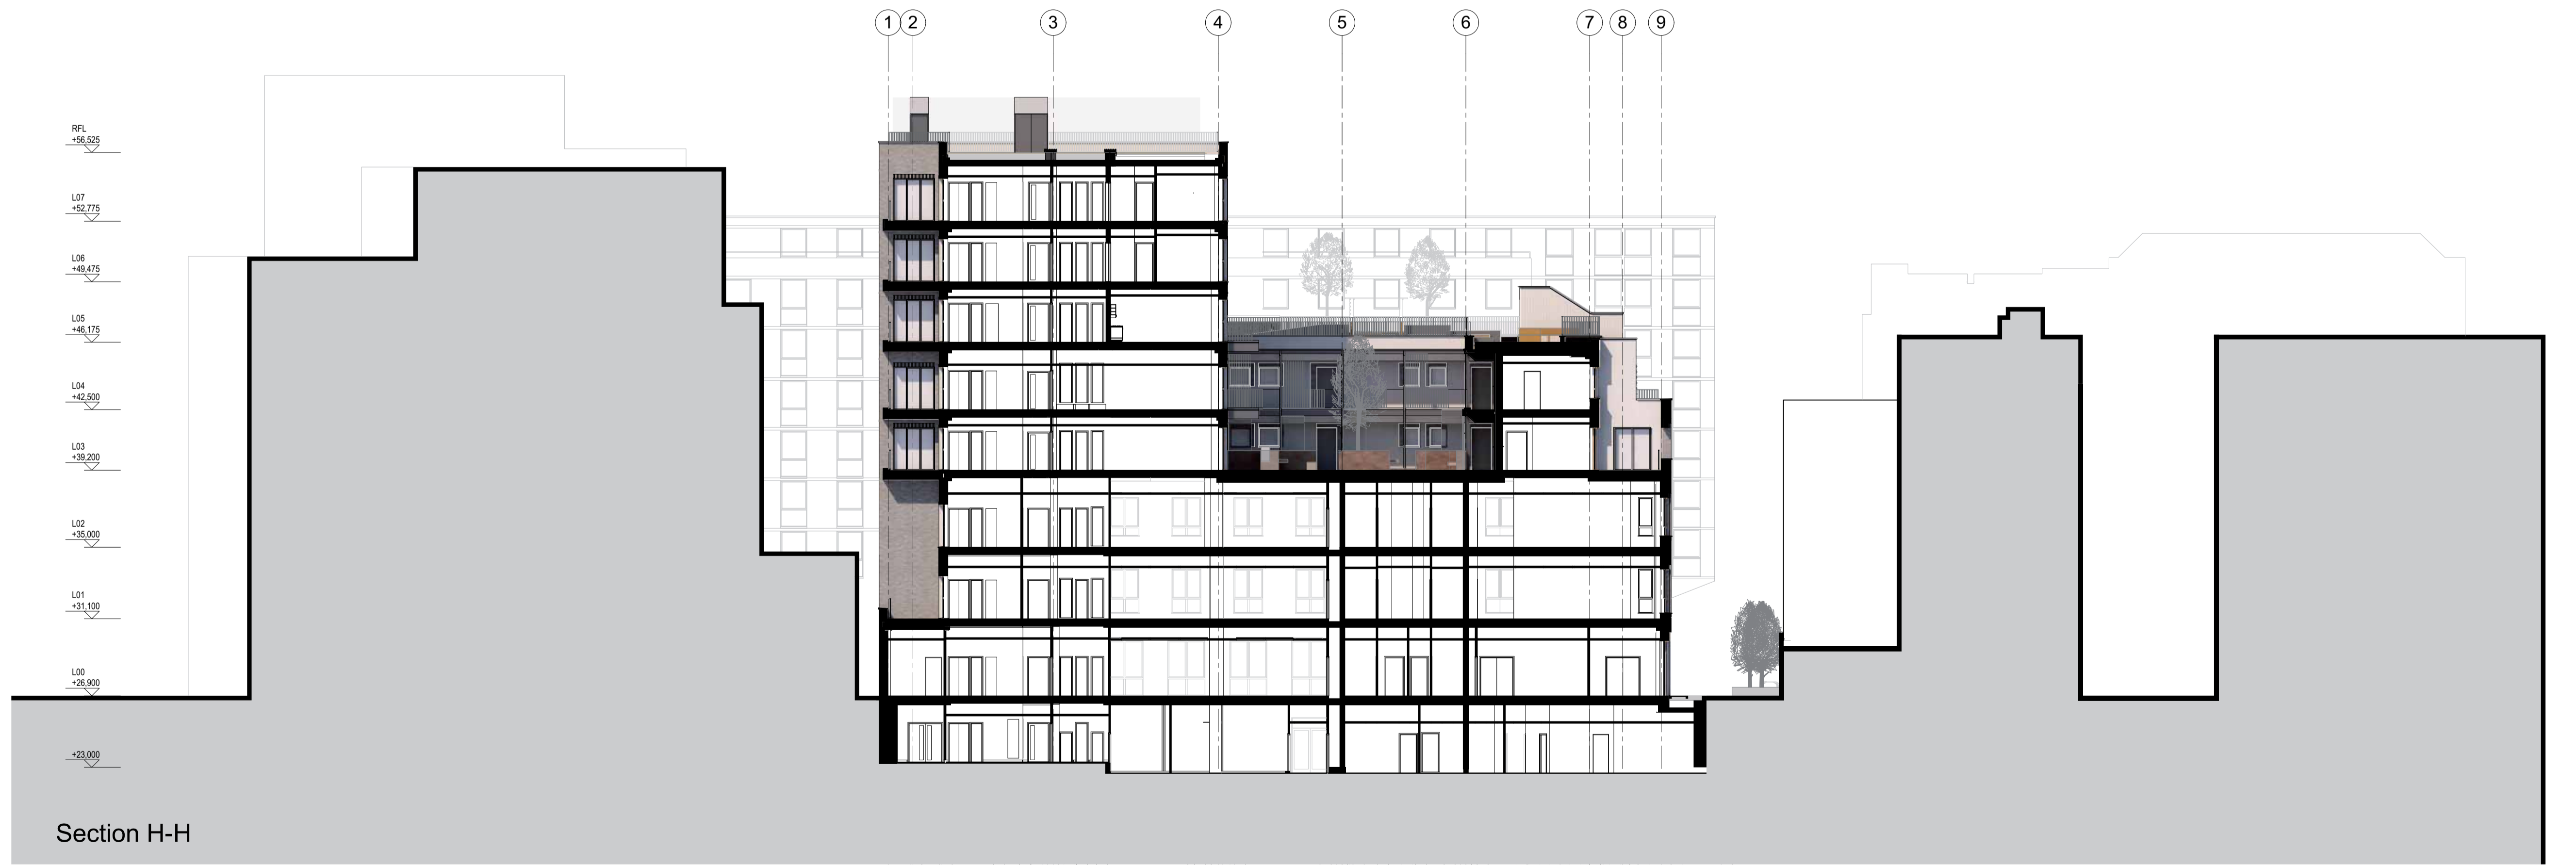 1 2 3 4 5 6 7 8 9
RFL
+56,525
L07
+52,775
L06
+49,475
L05
+46,175
L04
+42,500
L03
+39,200
L02
+35,000
L01
+31,100
L00
+26,900
+23,000
Section H-H